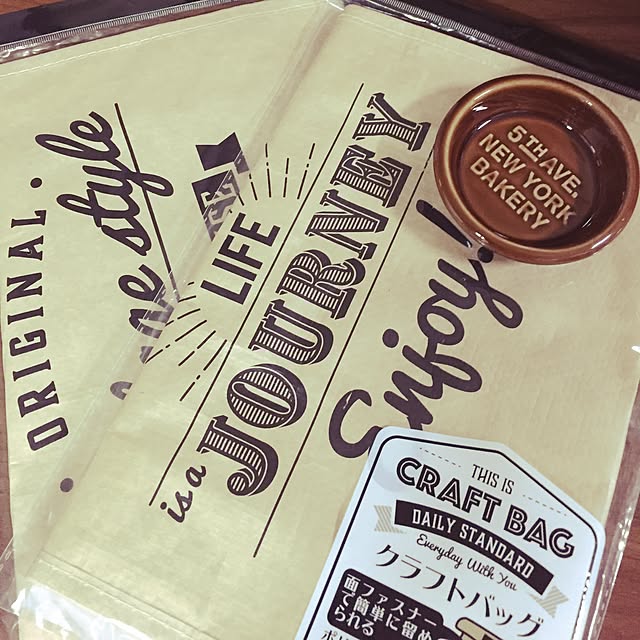 ORIGINAL.
style
LIFE
is a
JOURNEY
Enjoy!
5TH AVE.
NEW YORK
BAKERY
THIS IS
CRAFT BAG
DAILY STANDARD
Everyday With You
クラフトバッグ
面ファスナー
で簡単に留め
られる